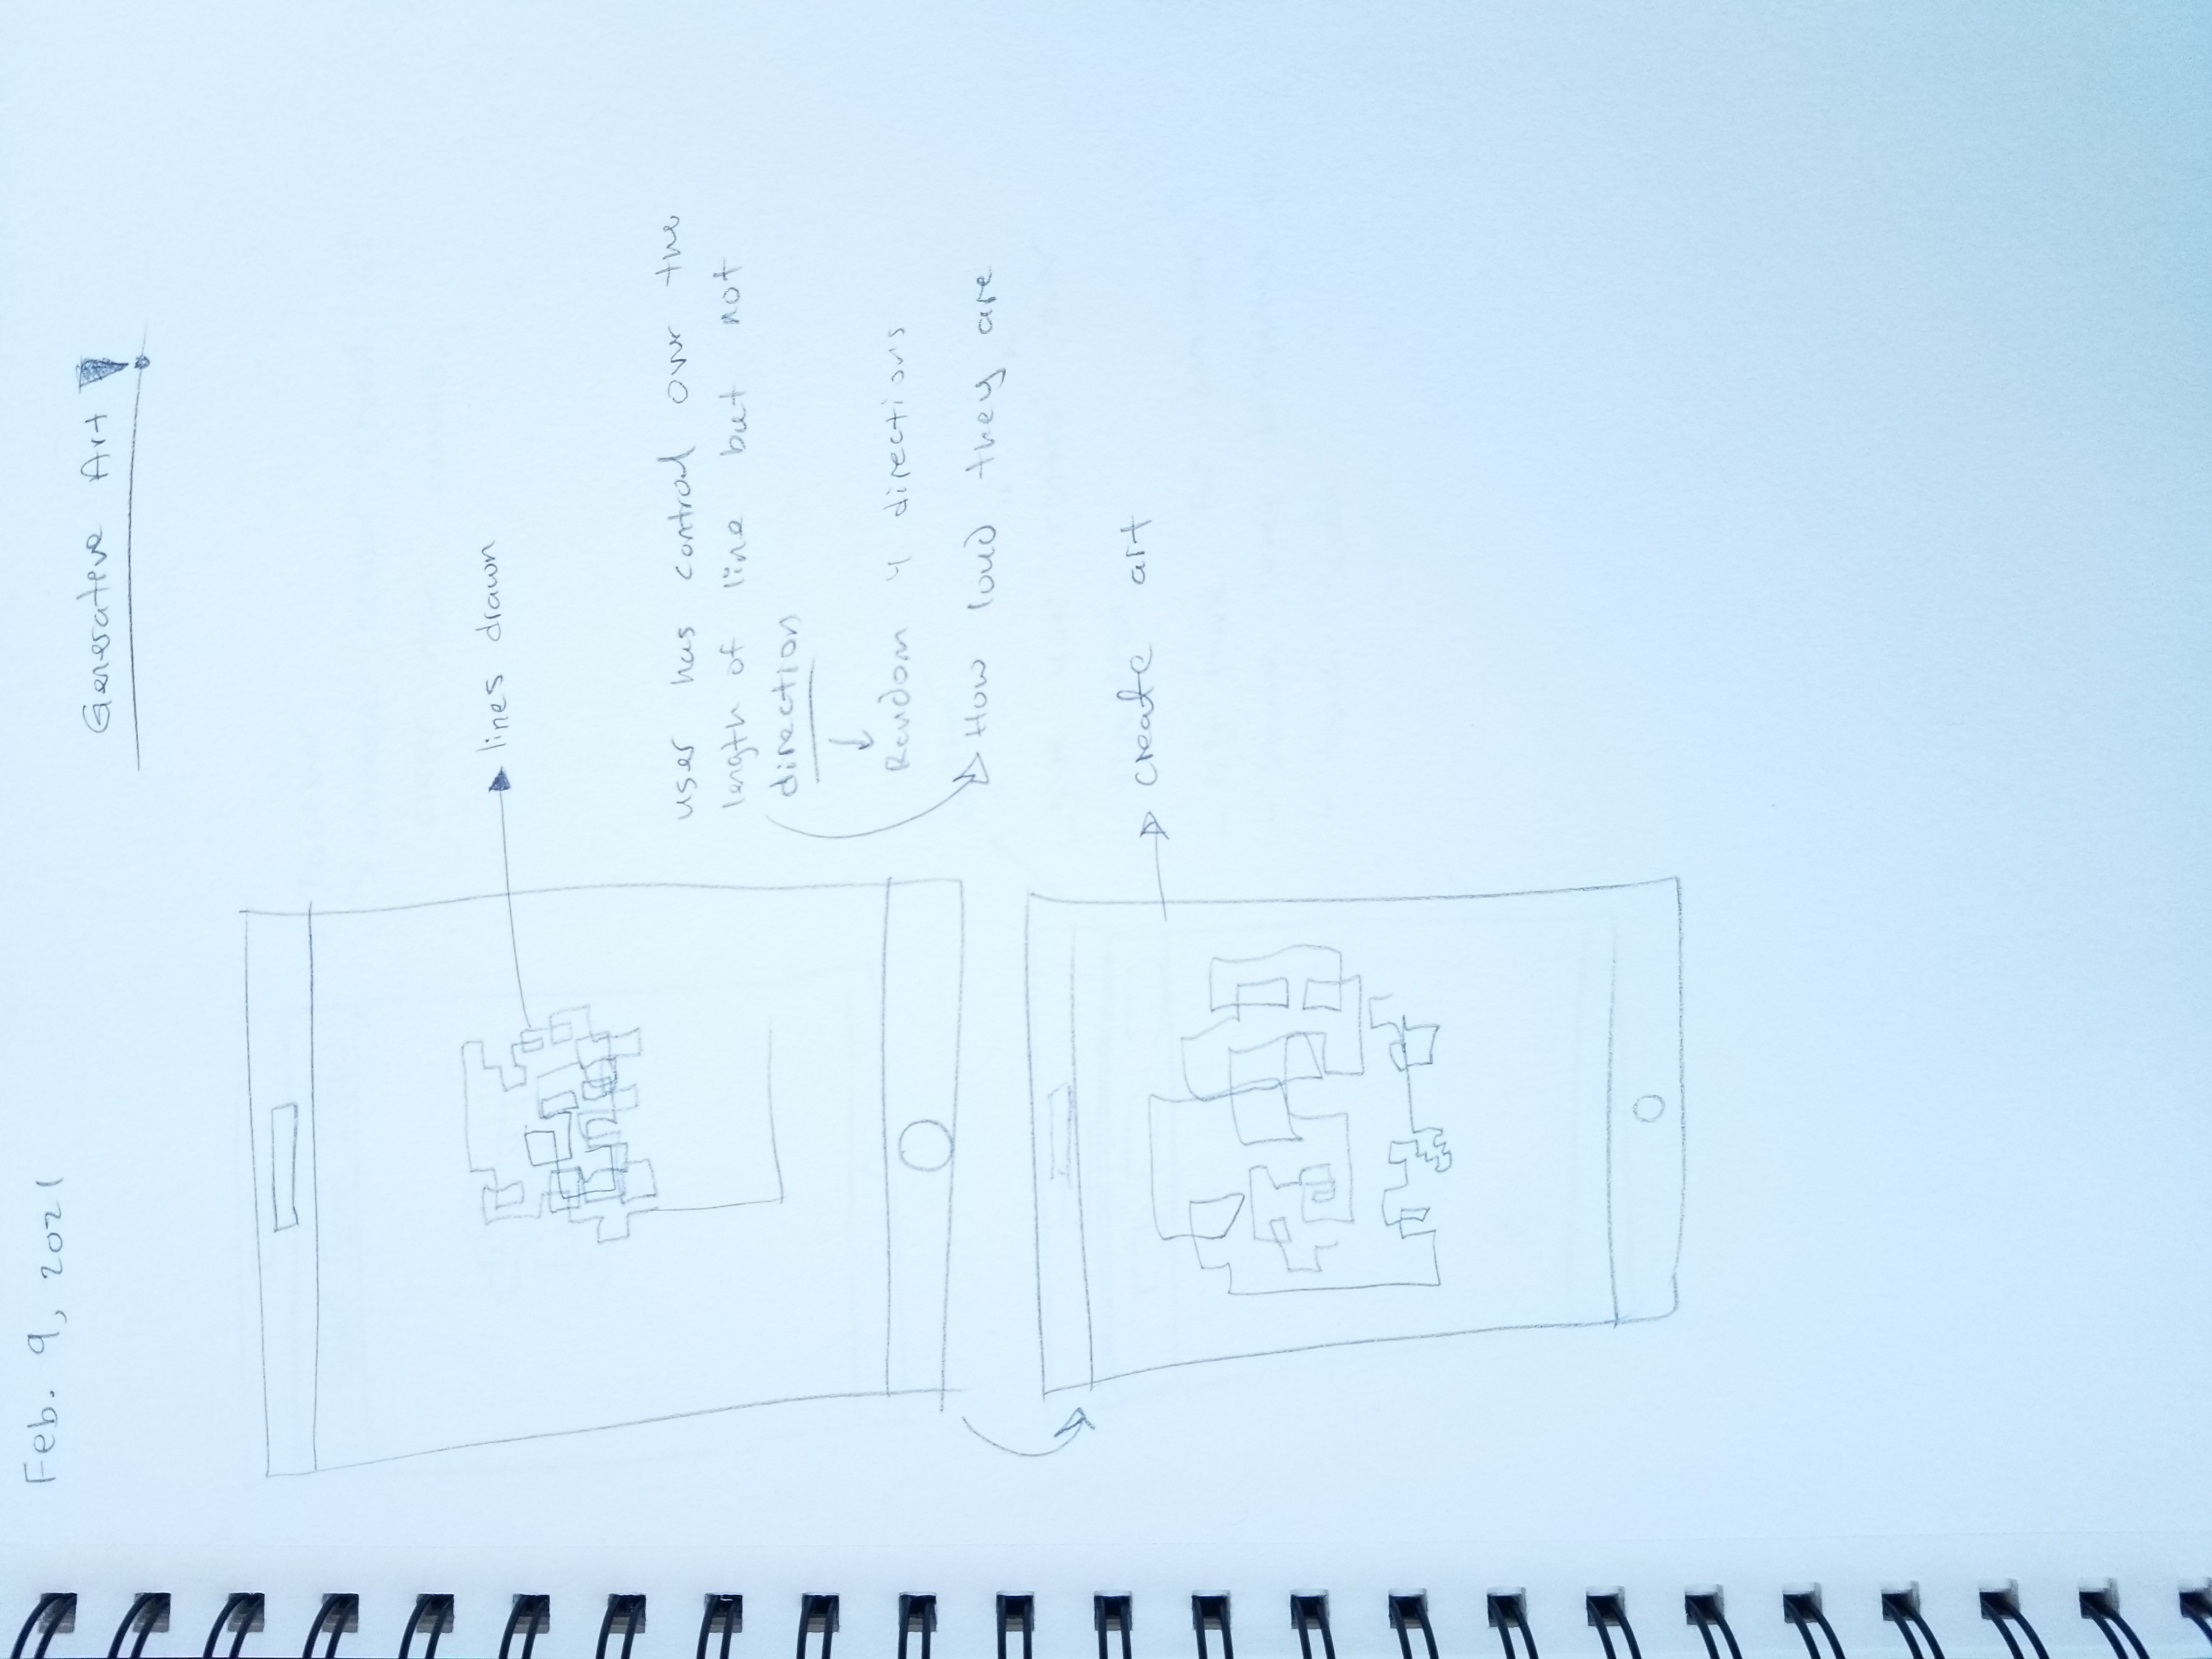 Feb. 9, 2021
Generative Art!
lines drawn
user has control over the
length of line but not
direction
Random 4 directions
How loud they are
create art